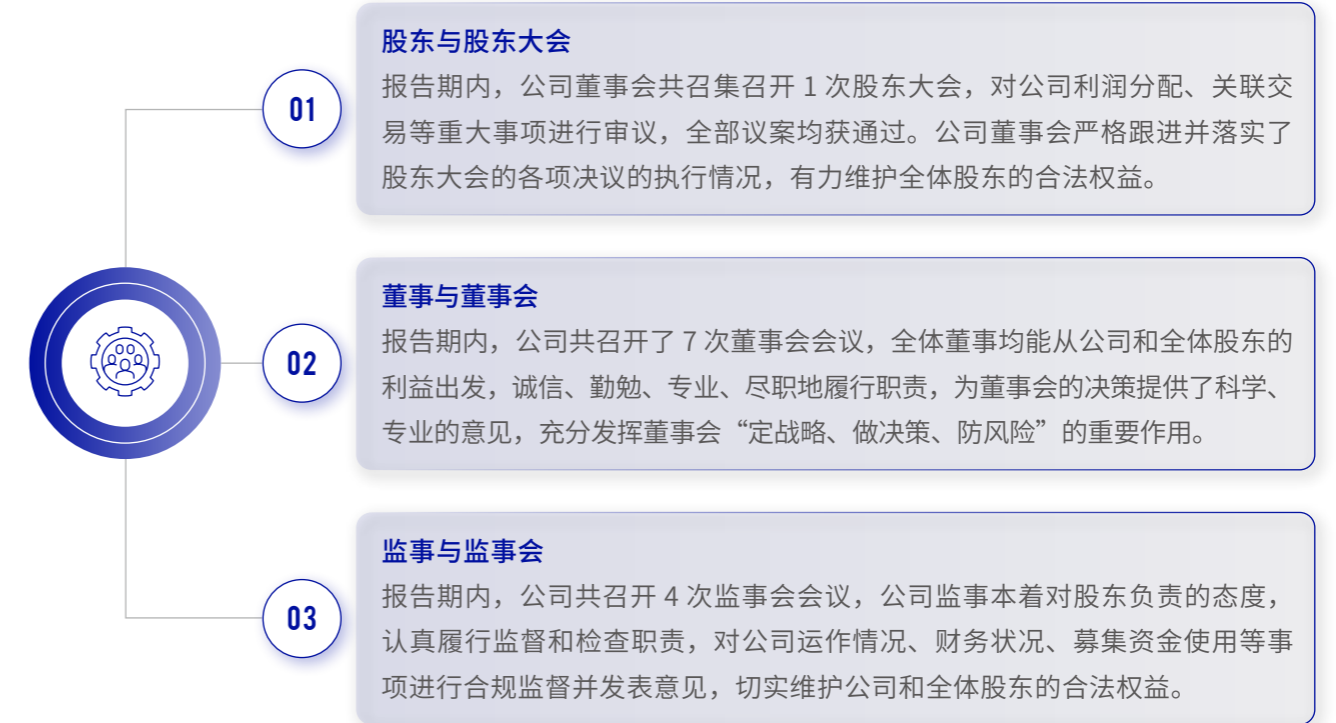 01
股东与股东大会
报告期内，公司董事会共召集召开 1 次股东大会，对公司利润分配、关联交
易等重大事项进行审议，全部议案均获通过。公司董事会严格跟进并落实了
股东大会的各项决议的执行情况，有力维护全体股东的合法权益。
02
董事与董事会
报告期内，公司共召开了 7 次董事会会议，全体董事均能从公司和全体股东的
利益出发，诚信、勤勉、专业、尽职地履行职责，为董事会的决策提供了科学、
专业的意见，充分发挥董事会“定战略、做决策、防风险”的重要作用。
03
监事与监事会
报告期内，公司共召开 4 次监事会会议，公司监事本着对股东负责的态度，
认真履行监督和检查职责，对公司运作情况、财务状况、募集资金使用等事
项进行合规监督并发表意见，切实维护公司和全体股东的合法权益。